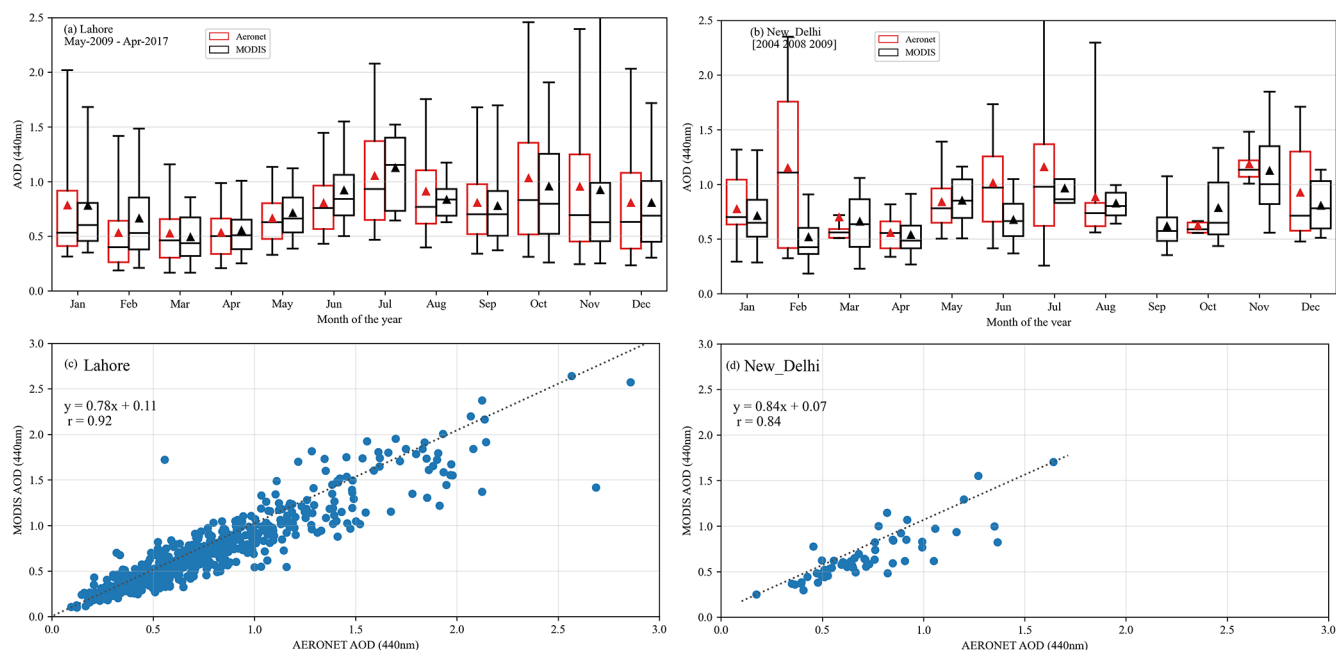 (a) Lahore
May-2009 - Apr-2017
Aeronet
MODIS
AOD (440nm)
2.5
2.0
1.5
1.0
0.5
0.0
Jan Feb Mar Apr May Jun Jul Aug Sep Oct Nov Dec
Month of the year
(b) New_Delhi
[2004 2008 2009]
Aeronet
MODIS
AOD (440nm)
2.5
2.0
1.5
1.0
0.5
0.0
Jan Feb Mar Apr May Jun Jul Aug Sep Oct Nov Dec
Month of the year
(c) Lahore
y = 0.78x + 0.11
r = 0.92
MODIS AOD (440nm)
3.0
2.5
2.0
1.5
1.0
0.5
0.0
0.0 0.5 1.0 1.5 2.0 2.5 3.0
AERONET AOD (440nm)
(d) New_Delhi
y = 0.84x + 0.07
r = 0.84
MODIS AOD (440nm)
3.0
2.5
2.0
1.5
1.0
0.5
0.0
0.0 0.5 1.0 1.5 2.0 2.5 3.0
AERONET AOD (440nm)